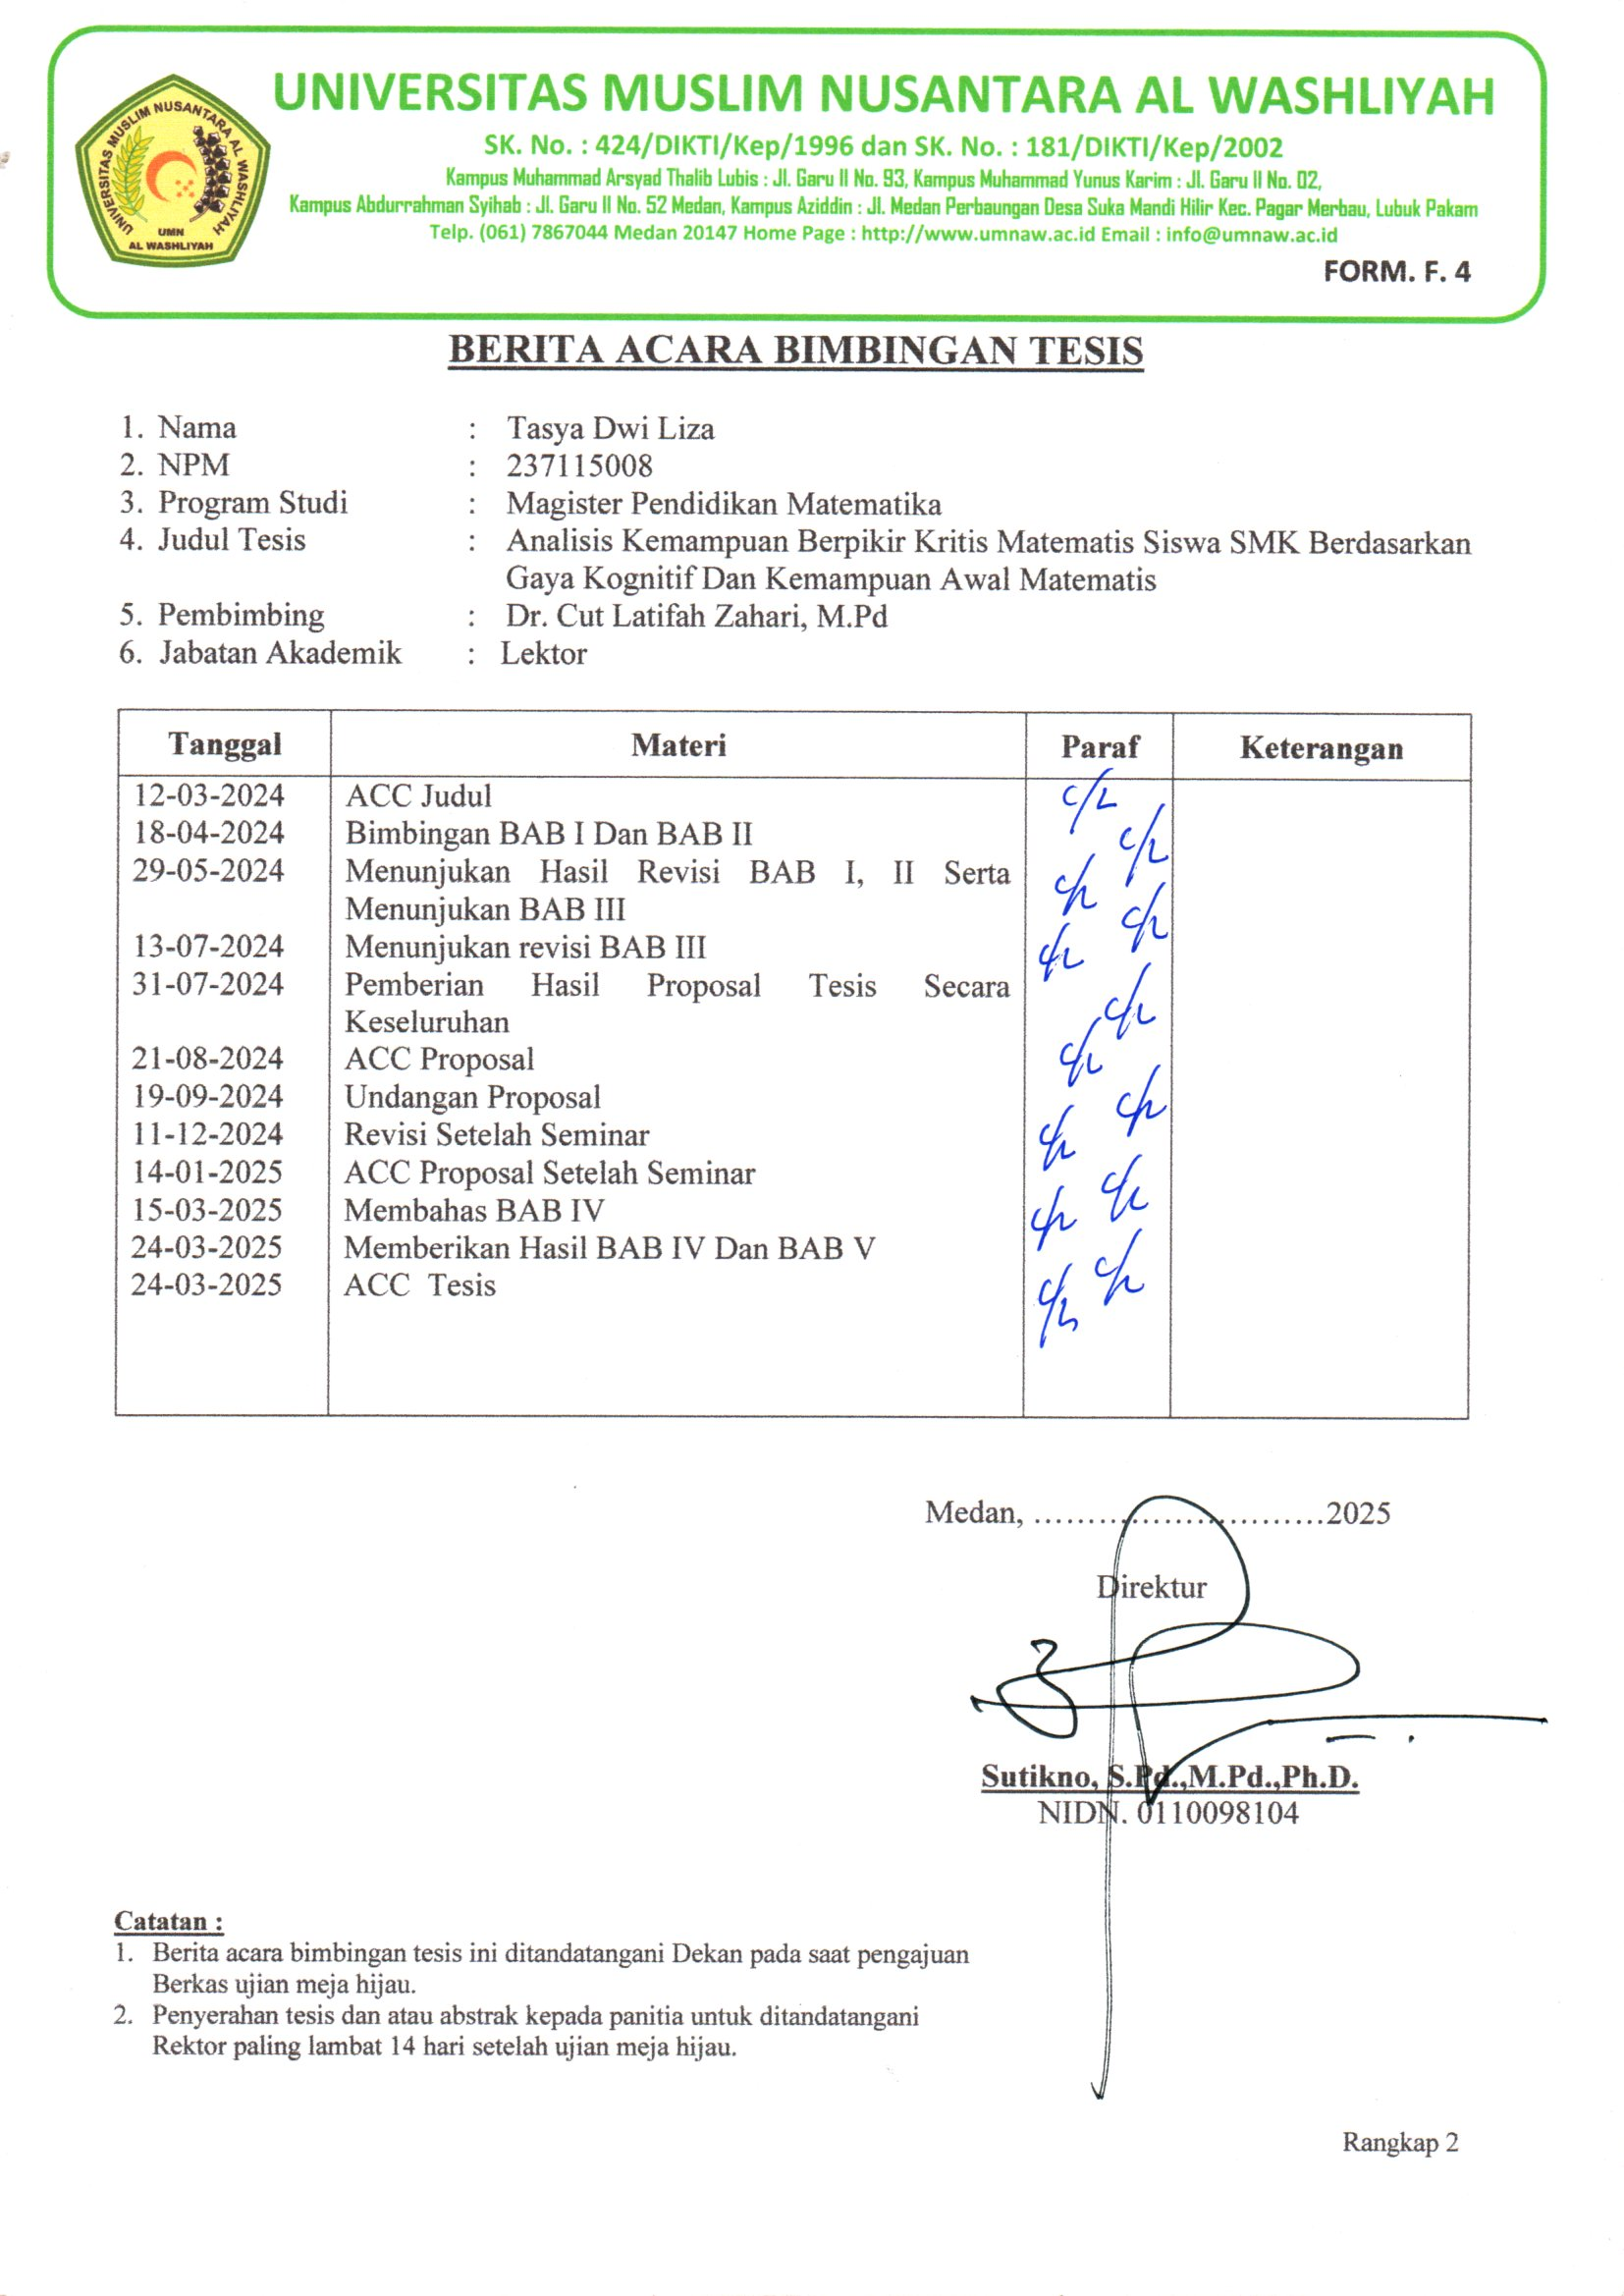 UNIVERSITAS MUSLIM NUSANTARA AL WASHLIYAH
UMN
AL WASHLIYAH
UNIVERSITAS MUSLIM NUSANTARA AL WASHLIYAH
SK. No. : 424/DIKTI/Kep/1996 dan SK. No. : 181/DIKTI/Kep/2002
Kampus Muhammad Arsyad Thalib Lubis : Jl. Garu II No. 93, Kampus Muhammad Yunus Karim : Jl. Garu II No. 02,
Kampus Abdurrahman Syihab : Jl. Garu II No. 52 Medan, Kampus Aziddin : Jl. Medan Perbaungan Desa Suka Mandi Hilir Kec. Pagar Merbau, Lubuk Pakam
Telp. (061) 7867044 Medan 20147 Home Page : http://www.umnaw.ac.id Email : info@umnaw.ac.id
FORM. F. 4
BERITA ACARA BIMBINGAN TESIS
1. Nama : Tasya Dwi Liza
2. NPM : 237115008
3. Program Studi : Magister Pendidikan Matematika
4. Judul Tesis : Analisis Kemampuan Berpikir Kritis Matematis Siswa SMK Berdasarkan
Gaya Kognitif Dan Kemampuan Awal Matematis
5. Pembimbing : Dr. Cut Latifah Zahari, M.Pd
6. Jabatan Akademik : Lektor
Tanggal Materi Paraf Keterangan
12-03-2024 ACC Judul
18-04-2024 Bimbingan BAB I Dan BAB II
29-05-2024 Menunjukan Hasil Revisi BAB I, II Serta
Menunjukan BAB III
13-07-2024 Menunjukan revisi BAB III
31-07-2024 Pemberian Hasil Proposal Tesis Secara
Keseluruhan
21-08-2024 ACC Proposal
19-09-2024 Undangan Proposal
11-12-2024 Revisi Setelah Seminar
14-01-2025 ACC Proposal Setelah Seminar
15-03-2025 Membahas BAB IV
24-03-2025 Memberikan Hasil BAB IV Dan BAB V
24-03-2025 ACC Tesis
Medan, ...........................2025
Direktur
Sutikno, S.Pd.,M.Pd.,Ph.D.
NIDN. 0110098104
Catatan :
1. Berita acara bimbingan tesis ini ditandatangani Dekan pada saat pengajuan
Berkas ujian meja hijau.
2. Penyerahan tesis dan atau abstrak kepada panitia untuk ditandatangani
Rektor paling lambat 14 hari setelah ujian meja hijau.
Rangkap 2